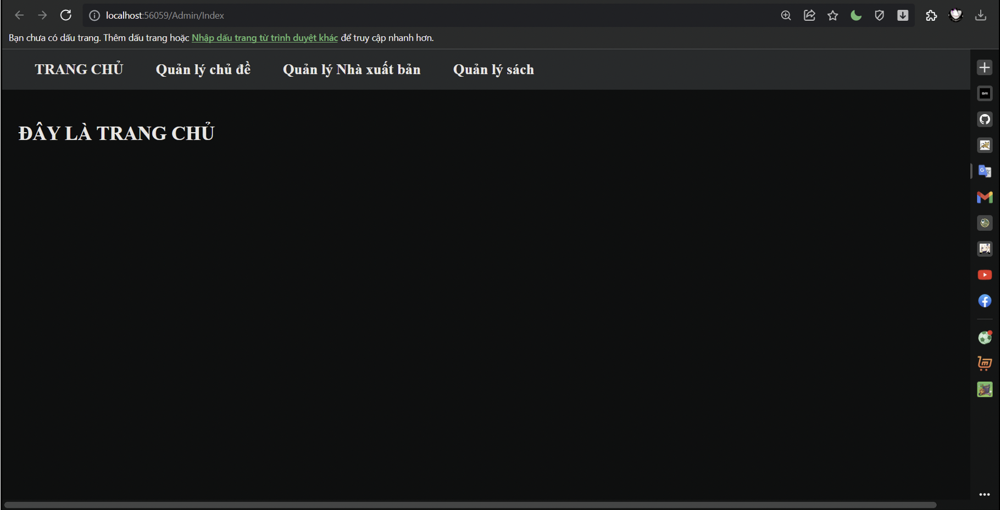 localhost:56059/Admin/Index
Bạn chưa có dấu trang. Thêm dấu trang hoặc Nhập dấu trang từ trình duyệt khác để truy cập nhanh hơn.
TRANG CHỦ Quản lý chủ đề Quản lý Nhà xuất bản Quản lý sách
ĐÂY LÀ TRANG CHỦ